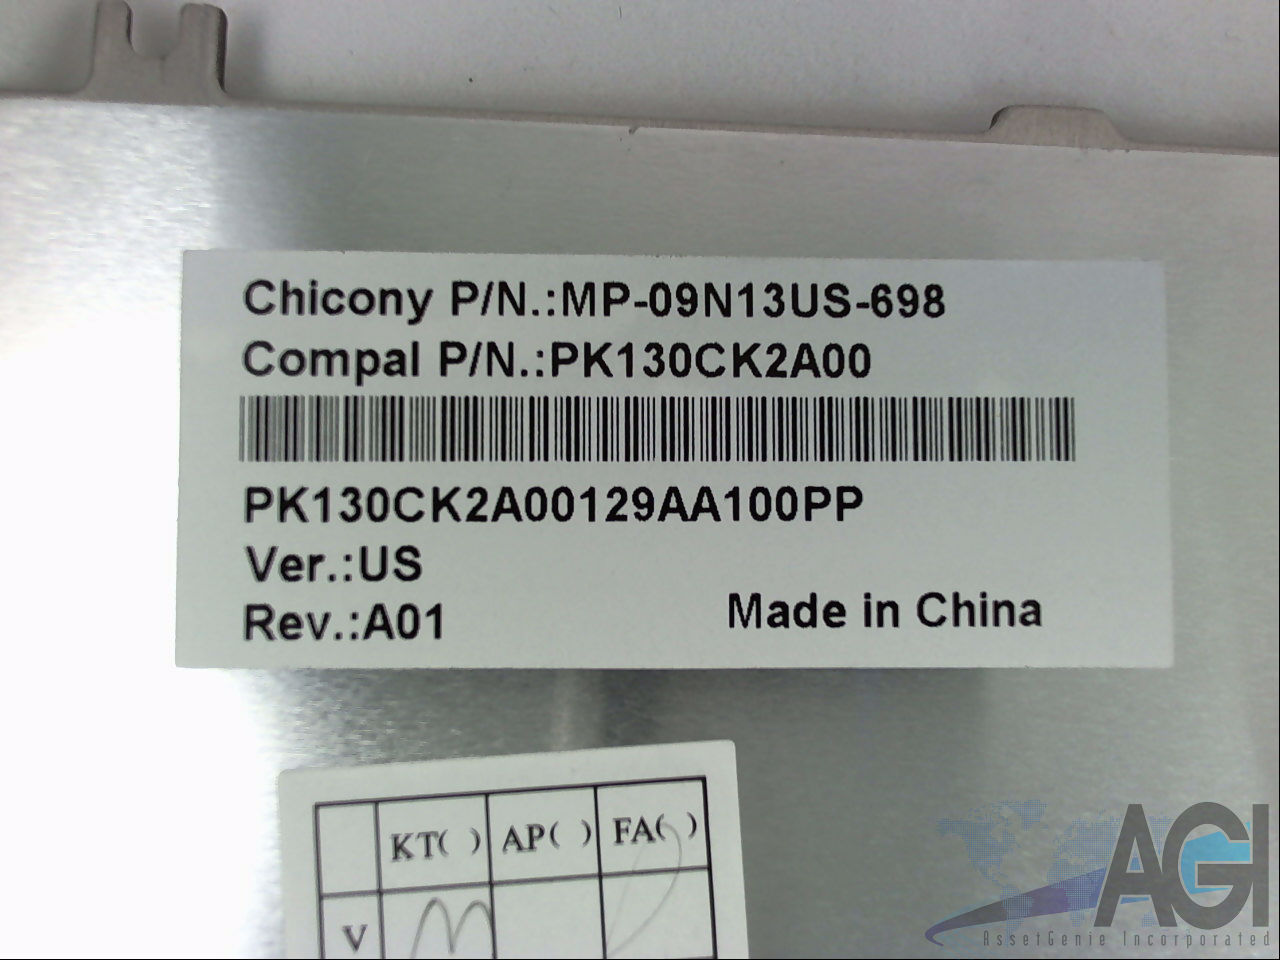 Chicony P/N.:MP-09N13US-698
Compal P/N.:PK130CK2A00
PK130CK2A00129AA100PP
Ver.:US
Rev.:A01
Made in China
KT( ) AP( ) FA( )
V
AGI
AssetGenie Incorporated